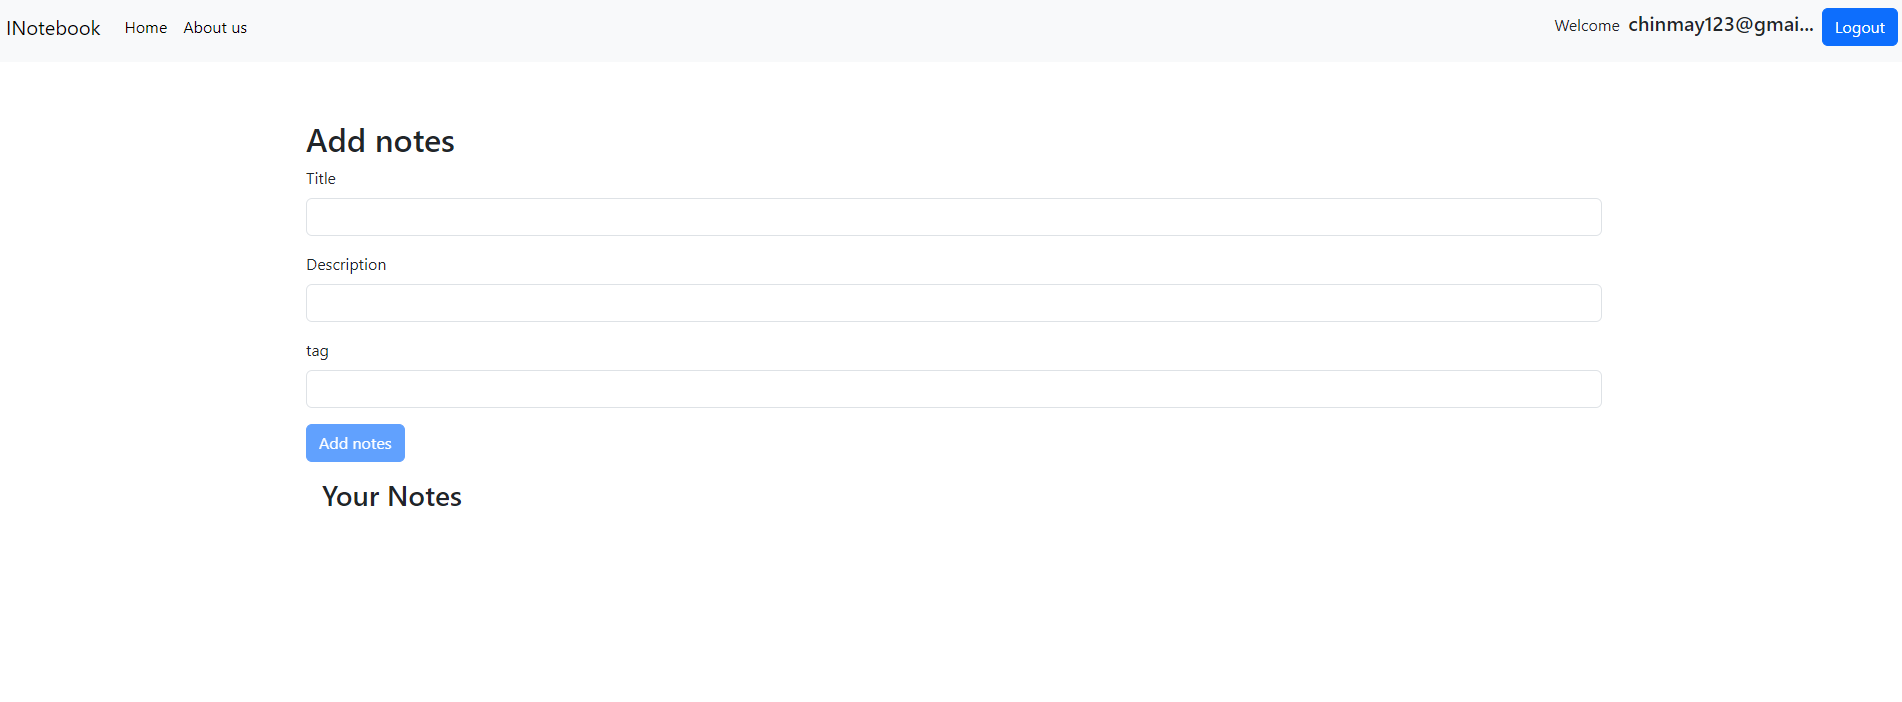 INotebook Home About us Welcome chinmay123@gmai... Logout
Add notes
Title
Description
tag
Add notes
Your Notes